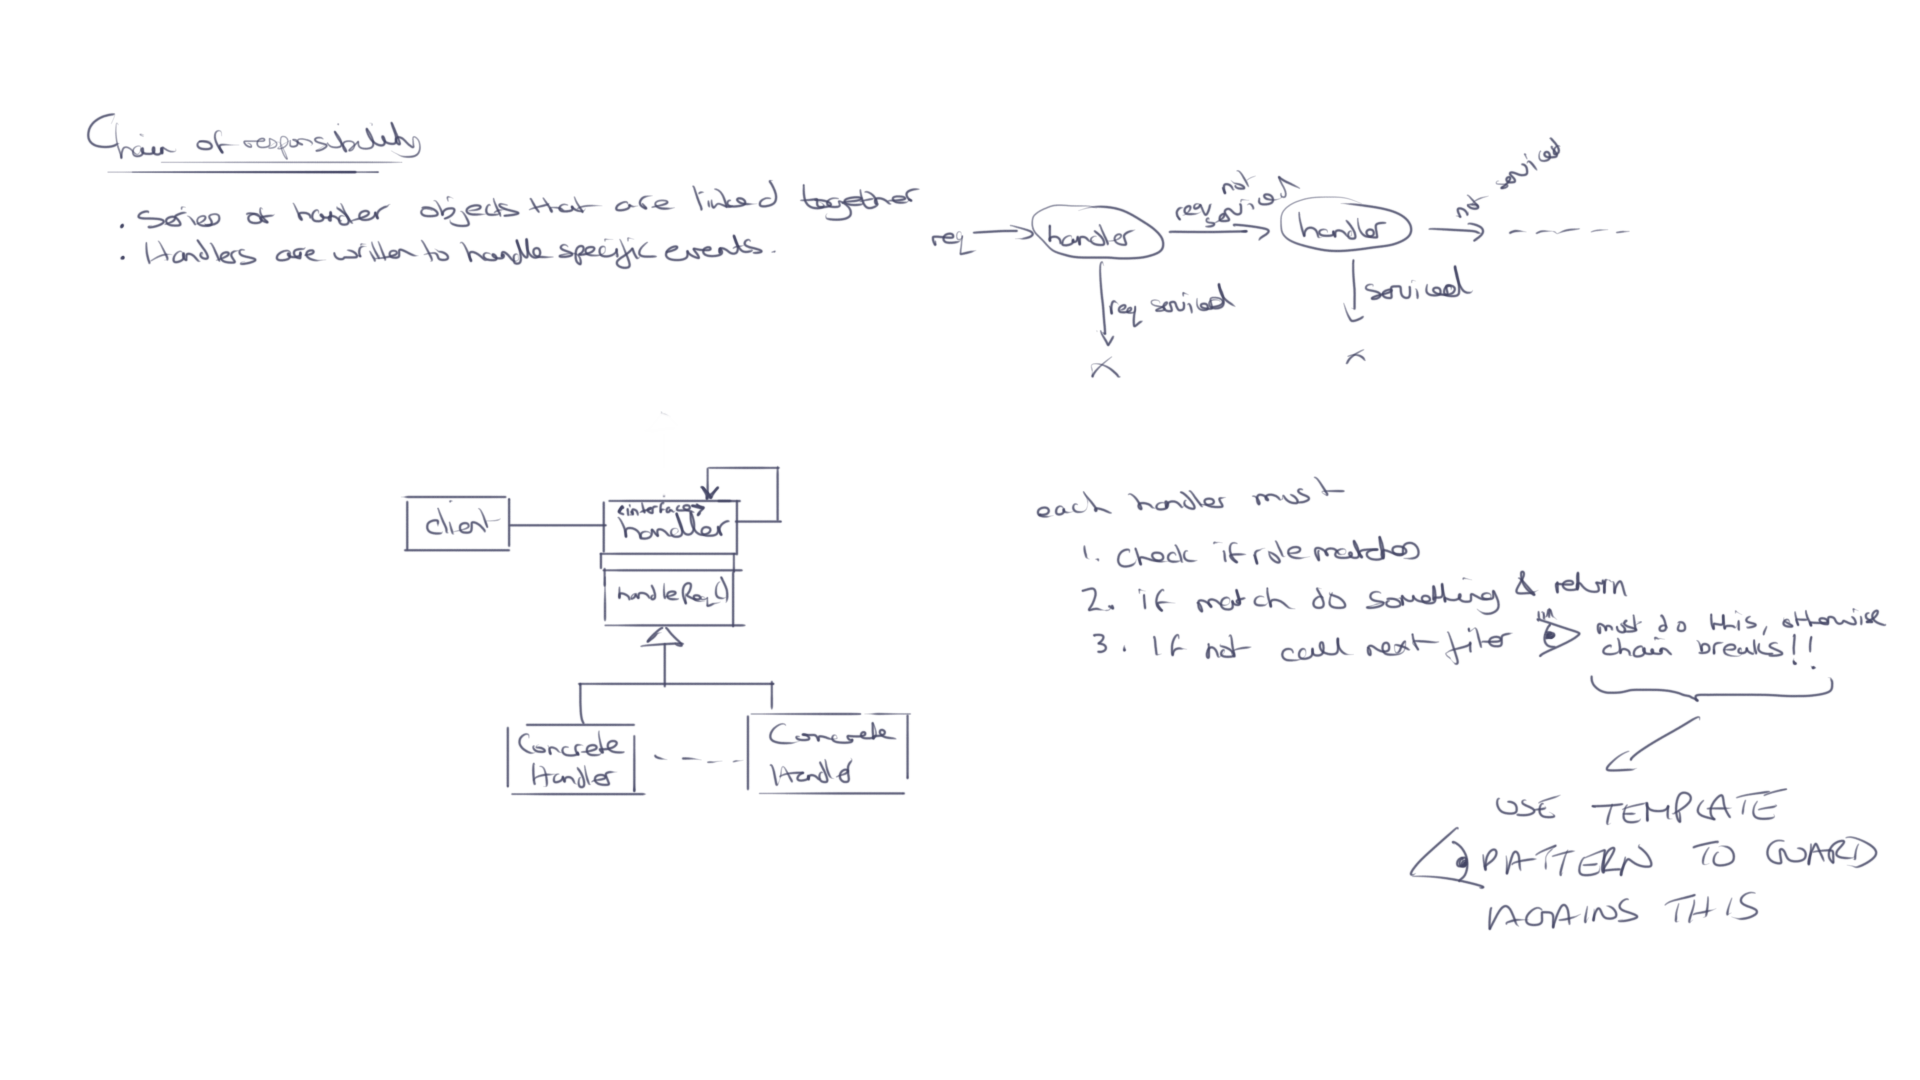 Chain of responsibility
. Series of handler objects that are linked together
. Handlers are written to handle specific events.
req
handler
req not serviced
handler
not serviced
req serviced
serviced
x
x
client
<interface>
handler
handleReq()
Concrete
Handler
Concrete
Handler
each handler must
1. Check if role matches
2. if match do something & return
3. If not call next filter
must do this, otherwise
chain breaks!!
USE TEMPLATE
PATTERN TO GUARD
AGAINS THIS